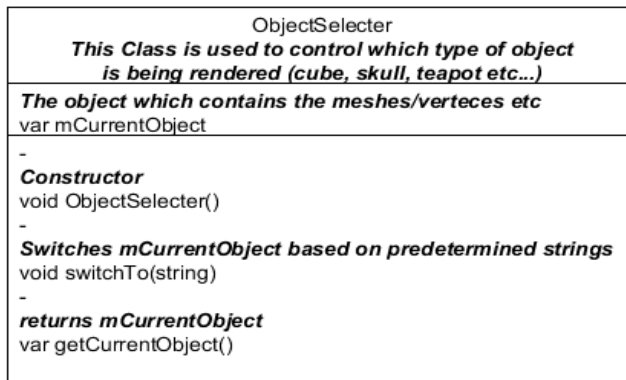 ObjectSelecter
This Class is used to control which type of object
is being rendered (cube, skull, teapot etc...)
The object which contains the meshes/verteces etc
var mCurrentObject
-
Constructor
void ObjectSelecter()
-
Switches mCurrentObject based on predetermined strings
void switchTo(string)
-
returns mCurrentObject
var getCurrentObject()